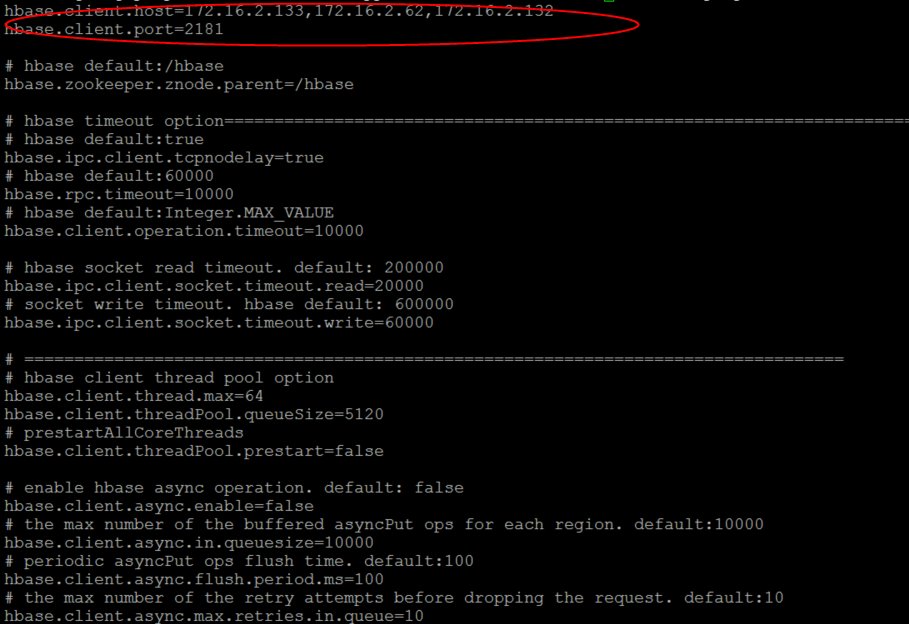 hbase.client.host=172.16.2.133,172.16.2.62,172.16.2.132
hbase.client.port=2181
# hbase default:/hbase
hbase.zookeeper.znode.parent=/hbase
# hbase timeout option=====================================================================
# hbase default:true
hbase.ipc.client.tcpnodelay=true
# hbase default:60000
hbase.rpc.timeout=10000
# hbase default:Integer.MAX_VALUE
hbase.client.operation.timeout=10000
# hbase socket read timeout. default: 200000
hbase.ipc.client.socket.timeout.read=20000
# socket write timeout. hbase default: 600000
hbase.ipc.client.socket.timeout.write=60000
# ==================================================================================
# hbase client thread pool option
hbase.client.thread.max=64
hbase.client.threadPool.queueSize=5120
# prestartAllCoreThreads
hbase.client.threadPool.prestart=false
# enable hbase async operation. default: false
hbase.client.async.enable=false
# the max number of the buffered asyncPut ops for each region. default:10000
hbase.client.async.in.queuesize=10000
# periodic asyncPut ops flush time. default:100
hbase.client.async.flush.period.ms=100
# the max number of the retry attempts before dropping the request. default:10
hbase.client.async.max.retries.in.queue=10